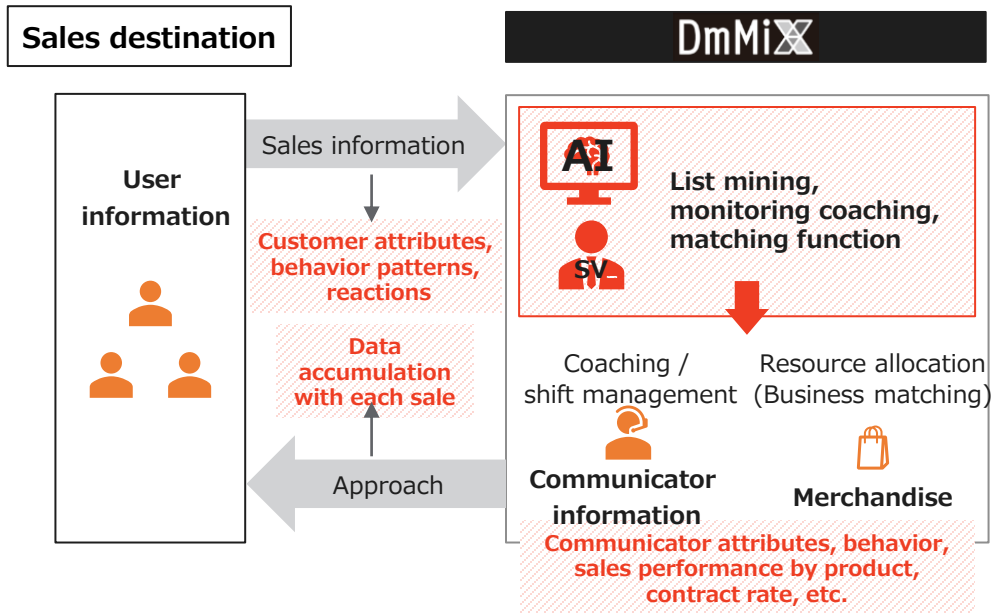 Sales destination
DmMiX
User
information
Sales information
Customer attributes,
behavior patterns,
reactions
Data
accumulation
with each sale
Approach
AI
SV
List mining,
monitoring coaching,
matching function
Coaching /
shift management
Resource allocation
(Business matching)
Communicator
information
Merchandise
Communicator attributes, behavior,
sales performance by product,
contract rate, etc.